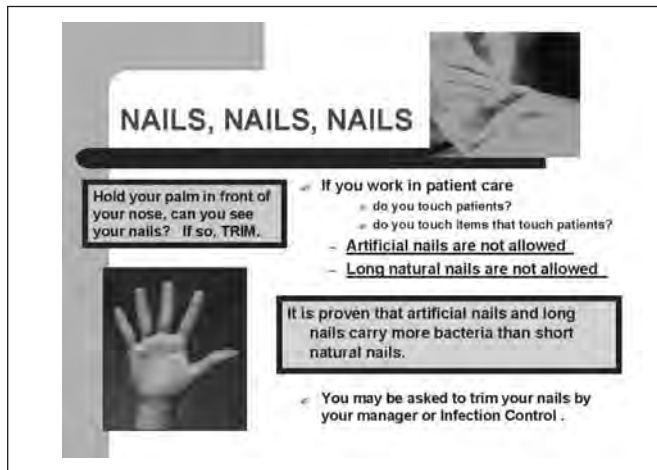 NAILS, NAILS, NAILS
Hold your palm in front of
your nose, can you see
your nails? If so, TRIM.
If you work in patient care
do you touch patients?
do you touch items that touch patients?
– Artificial nails are not allowed
– Long natural nails are not allowed
It is proven that artificial nails and long
nails carry more bacteria than short
natural nails.
You may be asked to trim your nails by
your manager or Infection Control .